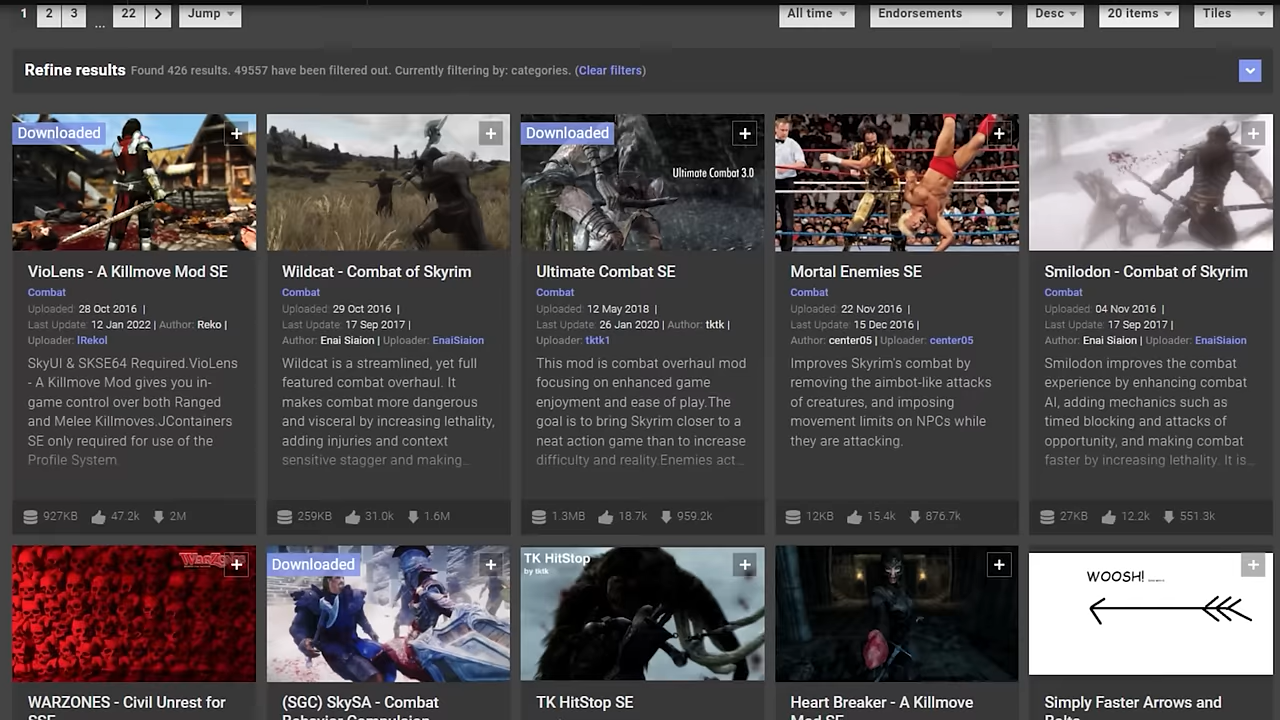 1 2 3 ... 22 Jump
All time Endorsements Desc 20 items Tiles
Refine results Found 426 results. 49557 have been filtered out. Currently filtering by: categories. (Clear filters)
Downloaded
VioLens - A Killmove Mod SE
Combat
Uploaded: 28 Oct 2016 |
Last Update: 12 Jan 2022 | Author: Reko |
Uploader: lRekol
SkyUI & SKSE64 Required.VioLens
- A Killmove Mod gives you in-
game control over both Ranged
and Melee Killmoves.JContainers
SE only required for use of the
Profile System
927KB 47.2k 2M
Wildcat - Combat of Skyrim
Combat
Uploaded: 29 Oct 2016 |
Last Update: 17 Sep 2017 |
Author: Enai Siaion | Uploader: EnaiSiaion
Wildcat is a streamlined, yet full
featured combat overhaul. It
makes combat more dangerous
and visceral by increasing lethality,
adding injuries and context
sensitive stagger and making...
259KB 31.0k 1.6M
Downloaded
Ultimate Combat 3.0
Ultimate Combat SE
Combat
Uploaded: 12 May 2018 |
Last Update: 26 Jan 2020 | Author: tktk |
Uploader: tktk1
This mod is combat overhaul mod
focusing on enhanced game
enjoyment and ease of play.The
goal is to bring Skyrim closer to a
neat action game than to increase
difficulty and reality.Enemies act...
1.3MB 18.7k 959.2k
Mortal Enemies SE
Combat
Uploaded: 22 Nov 2016 |
Last Update: 15 Dec 2016 |
Author: center05 | Uploader: center05
Improves Skyrim's combat by
removing the aimbot-like attacks
of creatures, and imposing
movement limits on NPCs while
they are attacking.
12KB 15.4k 876.7k
Smilodon - Combat of Skyrim
Combat
Uploaded: 04 Nov 2016 |
Last Update: 17 Sep 2017 |
Author: Enai Siaion | Uploader: EnaiSiaion
Smilodon improves the combat
experience by enhancing combat
AI, adding mechanics such as
timed blocking and attacks of
opportunity, and making combat
faster by increasing lethality. It is...
27KB 12.2k 551.3k
WarZones
WARZONES - Civil Unrest for
SSE
Downloaded
(SGC) SkySA - Combat
Behavior Compulsion
TK HitStop
by tktk
TK HitStop SE
Heart Breaker - A Killmove
Mod SE
WOOSH!
Simply Faster Arrows and
Bolts